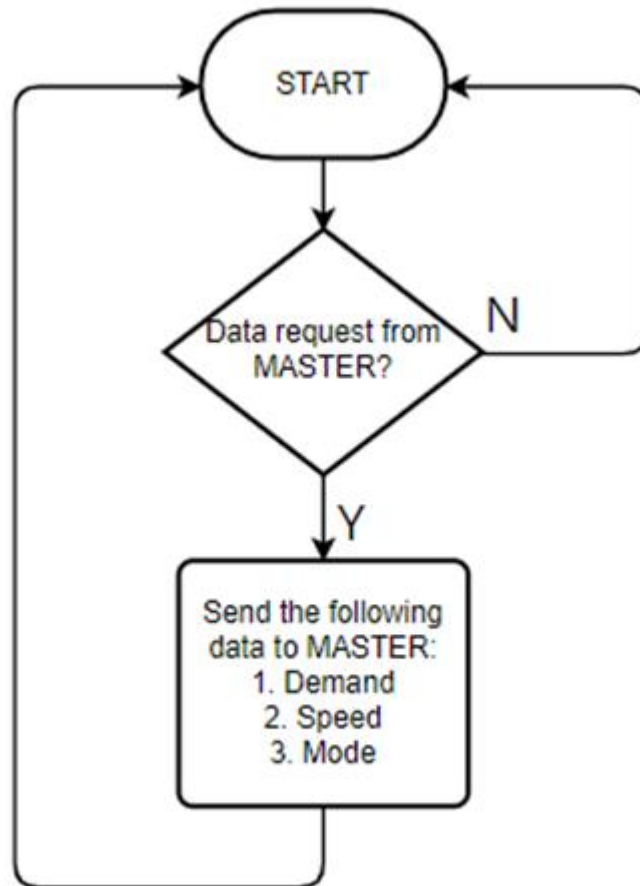 START
Data request from
MASTER?
N
Y
Send the following
data to MASTER:
1. Demand
2. Speed
3. Mode